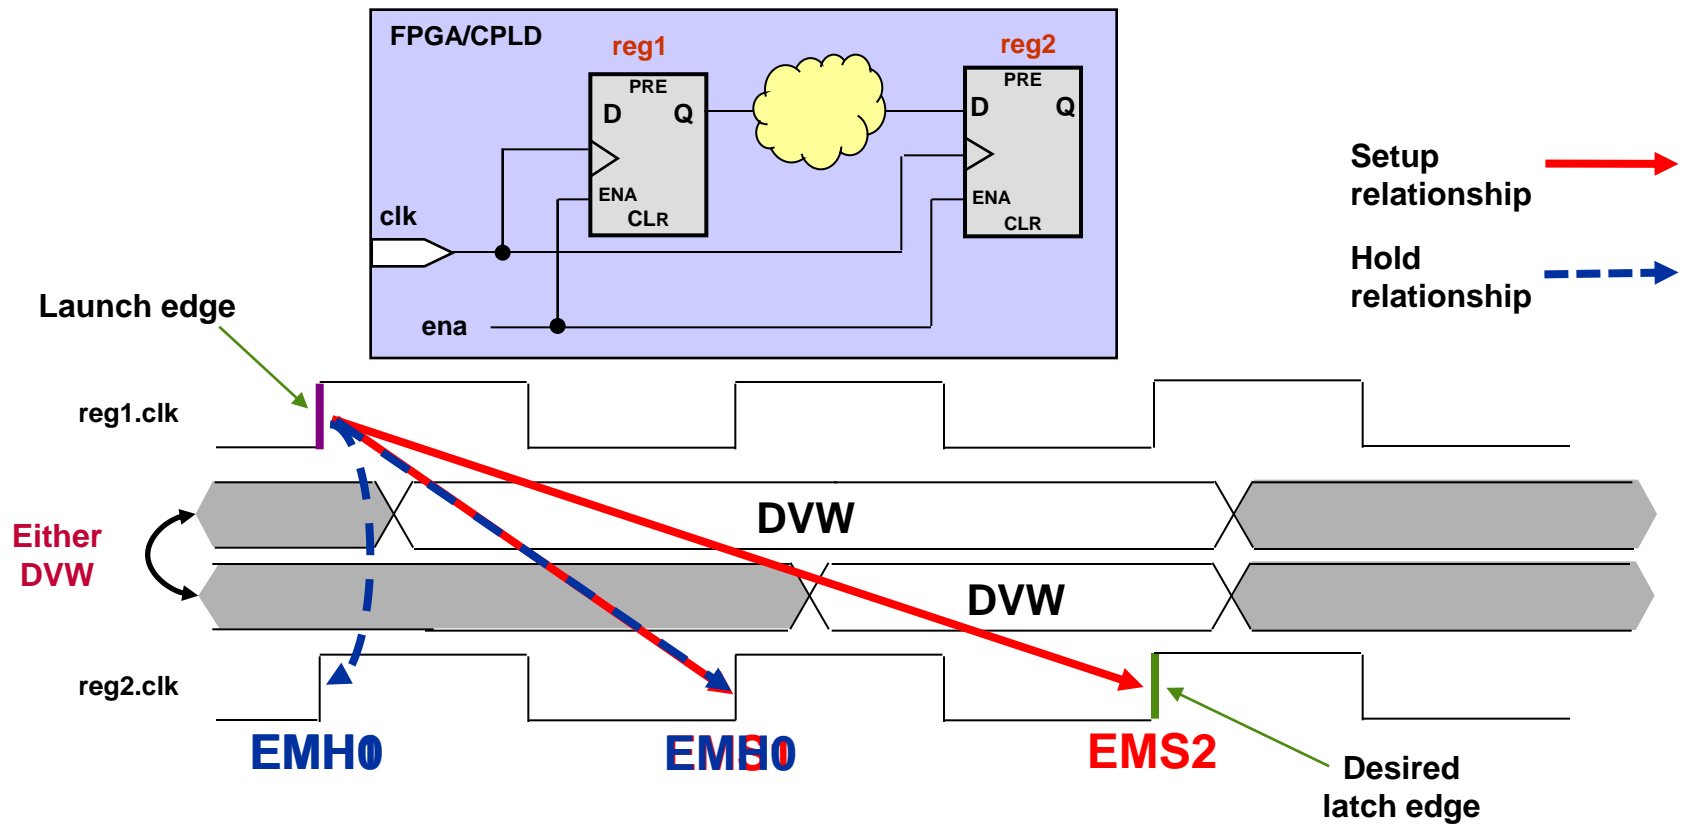 FPGA/CPLD
reg1
reg2
PRE
D
Q
ENA
CLR
PRE
D
Q
ENA
CLR
clk
ena
Setup
relationship
Hold
relationship
Launch edge
reg1.clk
DVW
Either
DVW
DVW
reg2.clk
EMH0
EMH0
EMS2
Desired
latch edge